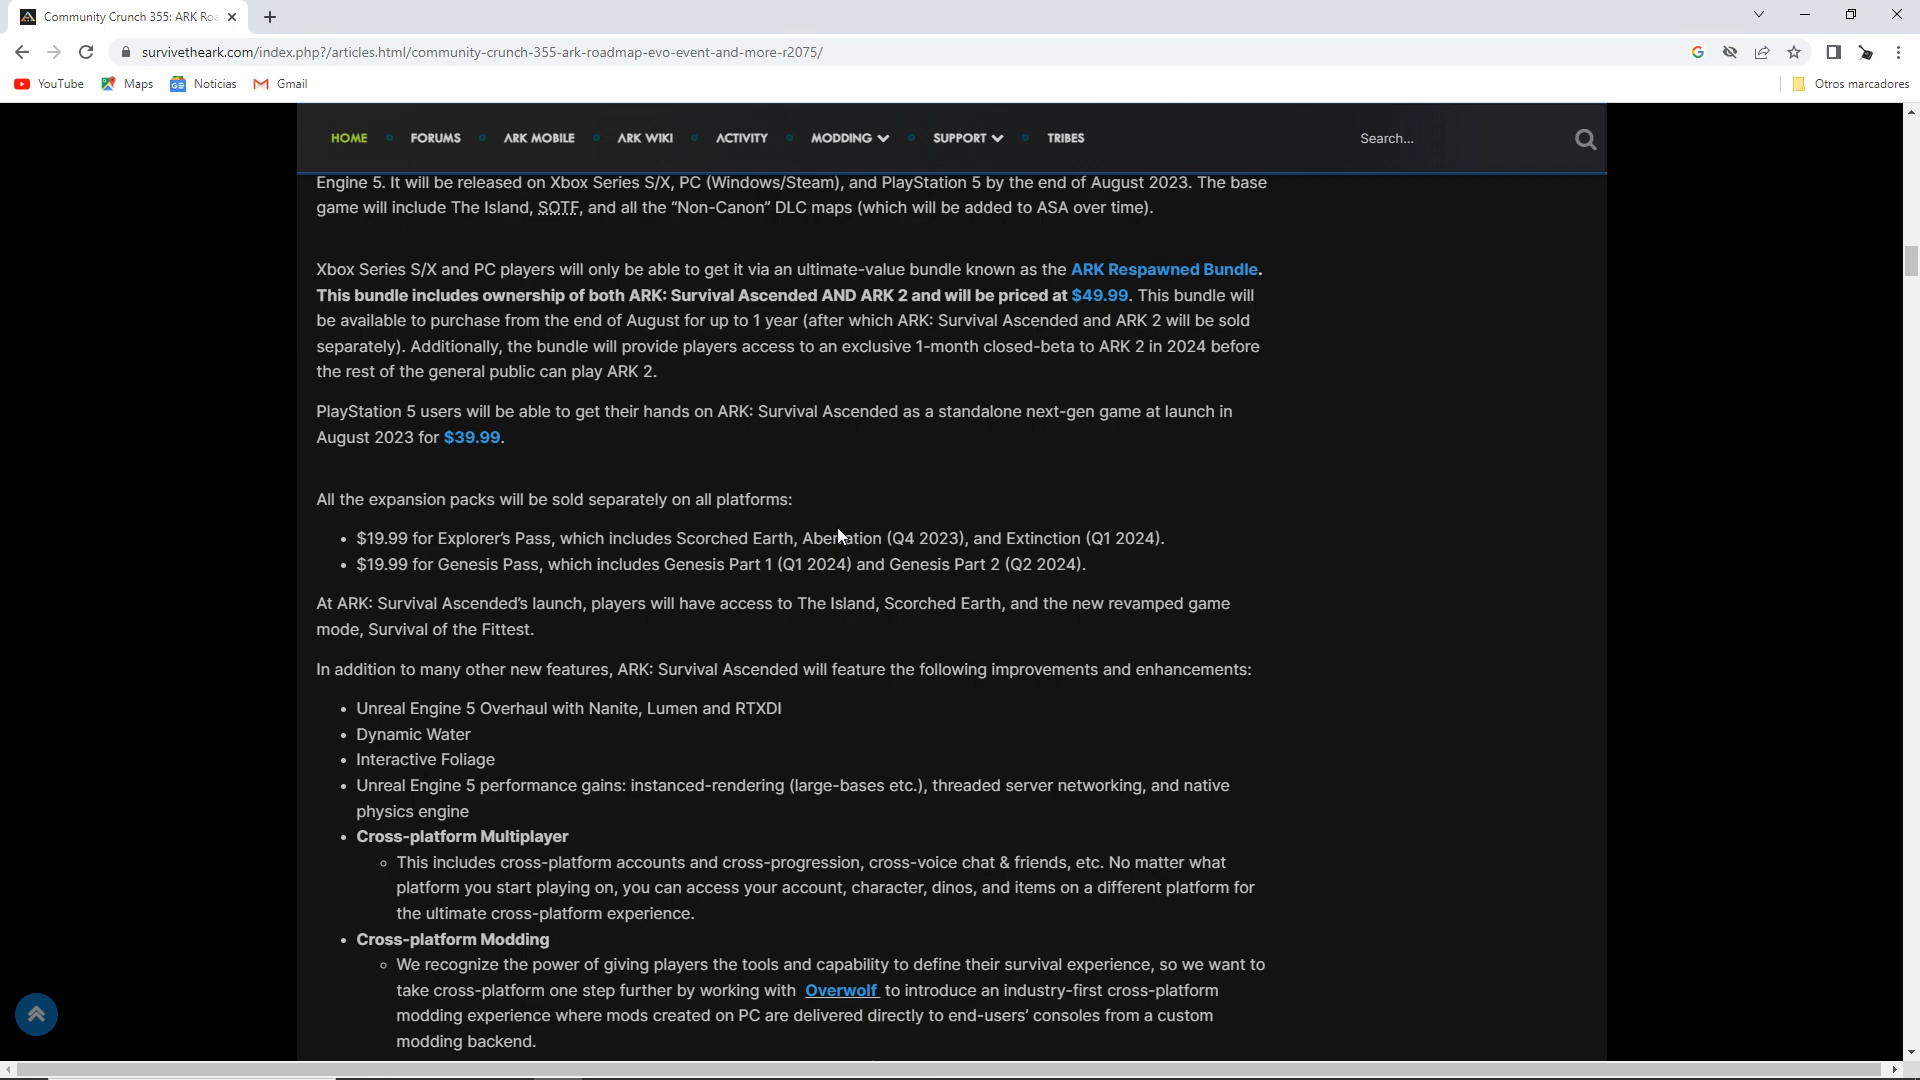 Community Crunch 355: ARK Roa
survivetheark.com/index.php?/articles.html/community-crunch-355-ark-roadmap-evo-event-and-more-r2075/
YouTube Maps Noticias Gmail Otros marcadores
HOME FORUMS ARK MOBILE ARK WIKI ACTIVITY MODDING SUPPORT TRIBES Search...
Engine 5. It will be released on Xbox Series S/X, PC (Windows/Steam), and PlayStation 5 by the end of August 2023. The base
game will include The Island, SOTF, and all the “Non-Canon” DLC maps (which will be added to ASA over time).
Xbox Series S/X and PC players will only be able to get it via an ultimate-value bundle known as the ARK Respawned Bundle.
This bundle includes ownership of both ARK: Survival Ascended AND ARK 2 and will be priced at $49.99. This bundle will
be available to purchase from the end of August for up to 1 year (after which ARK: Survival Ascended and ARK 2 will be sold
separately). Additionally, the bundle will provide players access to an exclusive 1-month closed-beta to ARK 2 in 2024 before
the rest of the general public can play ARK 2.
PlayStation 5 users will be able to get their hands on ARK: Survival Ascended as a standalone next-gen game at launch in
August 2023 for $39.99.
All the expansion packs will be sold separately on all platforms:
• $19.99 for Explorer's Pass, which includes Scorched Earth, Aberration (Q4 2023), and Extinction (Q1 2024).
• $19.99 for Genesis Pass, which includes Genesis Part 1 (Q1 2024) and Genesis Part 2 (Q2 2024).
At ARK: Survival Ascended's launch, players will have access to The Island, Scorched Earth, and the new revamped game
mode, Survival of the Fittest.
In addition to many other new features, ARK: Survival Ascended will feature the following improvements and enhancements:
• Unreal Engine 5 Overhaul with Nanite, Lumen and RTXDI
• Dynamic Water
• Interactive Foliage
• Unreal Engine 5 performance gains: instanced-rendering (large-bases etc.), threaded server networking, and native
physics engine
• Cross-platform Multiplayer
◦ This includes cross-platform accounts and cross-progression, cross-voice chat & friends, etc. No matter what
platform you start playing on, you can access your account, character, dinos, and items on a different platform for
the ultimate cross-platform experience.
• Cross-platform Modding
◦ We recognize the power of giving players the tools and capability to define their survival experience, so we want to
take cross-platform one step further by working with Overwolf to introduce an industry-first cross-platform
modding experience where mods created on PC are delivered directly to end-users’ consoles from a custom
modding backend.